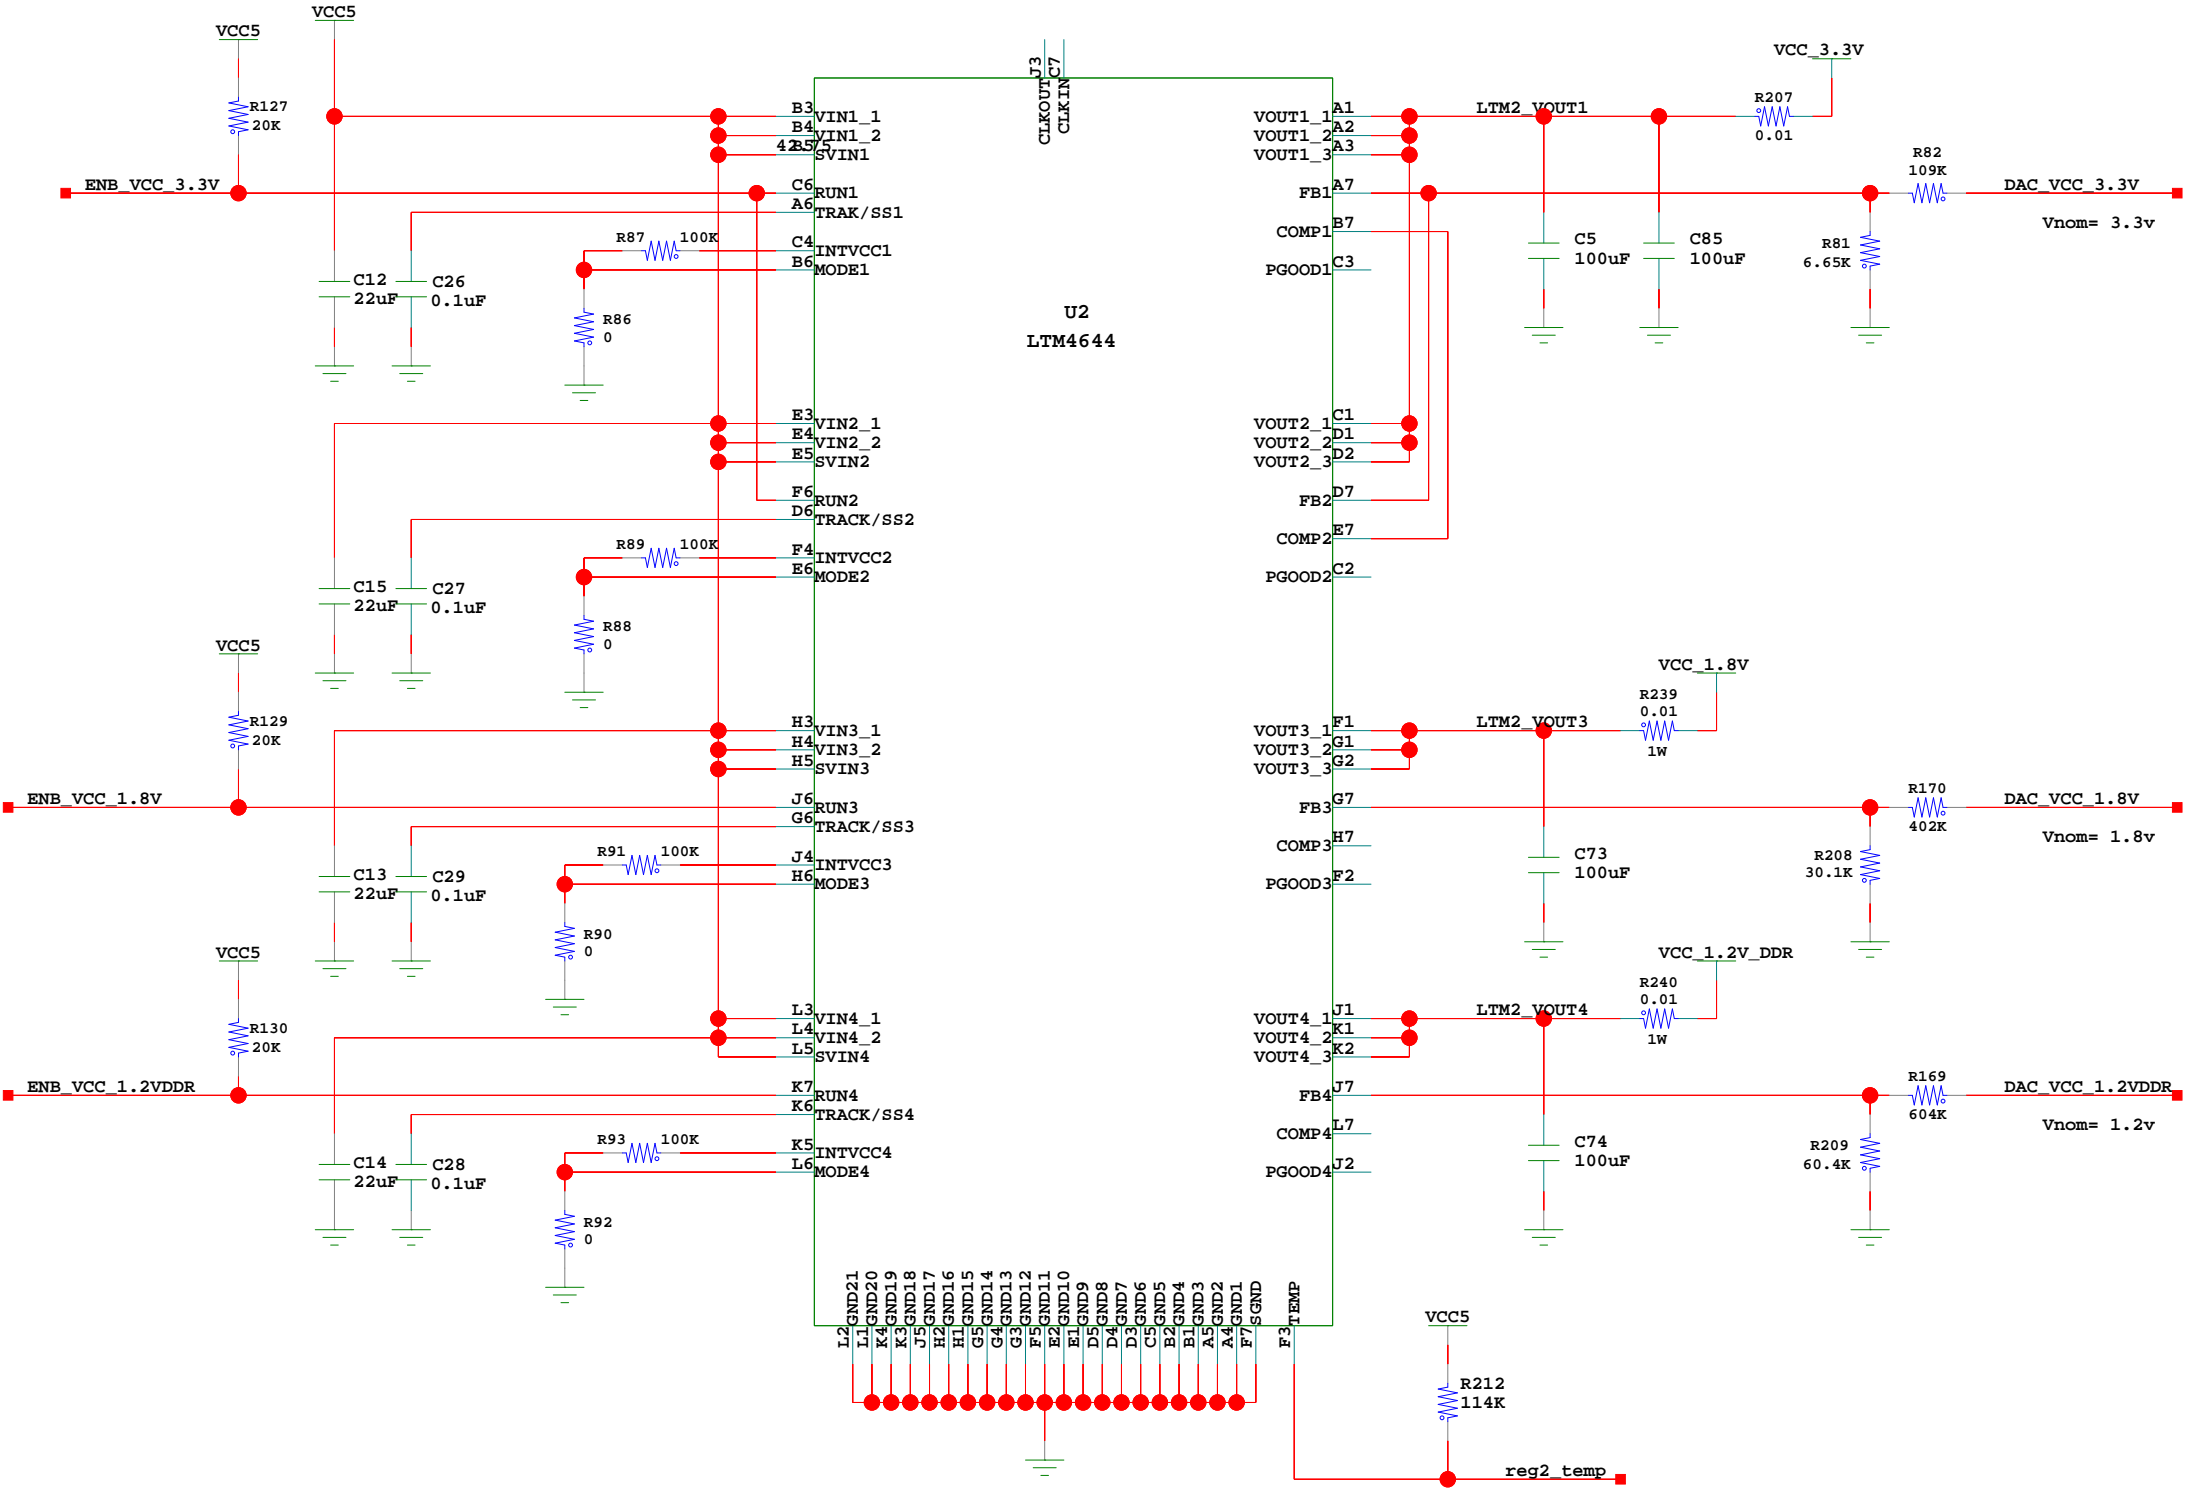 VCC5
VCC5
R127
20K
ENB_VCC_3.3V
C12
22uF
C26
0.1uF
R87
100K
R86
0
B3
VIN1_1
B4
VIN1_2
SVIN1
C6
RUN1
A6
TRAK/SS1
C4
INTVCC1
B6
MODE1
J3
CLKOUT
C7
CLKIN
U2
LTM4644
A1
VOUT1_1
A2
VOUT1_2
A3
VOUT1_3
A7
FB1
B7
COMP1
C3
PGOOD1
LTM2_VOUT1
VCC_3.3V
R207
0.01
C5
100uF
C85
100uF
R82
109K
R81
6.65K
DAC_VCC_3.3V
Vnom= 3.3v
C15
22uF
C27
0.1uF
R89
100K
R88
0
E3
VIN2_1
E4
VIN2_2
E5
SVIN2
F6
RUN2
D6
TRACK/SS2
F4
INTVCC2
E6
MODE2
C1
VOUT2_1
D1
VOUT2_2
D2
VOUT2_3
D7
FB2
E7
COMP2
C2
PGOOD2
VCC5
R129
20K
ENB_VCC_1.8V
C13
22uF
C29
0.1uF
R91
100K
R90
0
H3
VIN3_1
H4
VIN3_2
H5
SVIN3
J6
RUN3
G6
TRACK/SS3
J4
INTVCC3
H6
MODE3
F1
VOUT3_1
G1
VOUT3_2
G2
VOUT3_3
G7
FB3
H7
COMP3
F2
PGOOD3
LTM2_VOUT3
VCC_1.8V
R239
0.01
1W
C73
100uF
R170
402K
R208
30.1K
DAC_VCC_1.8V
Vnom= 1.8v
VCC5
R130
20K
ENB_VCC_1.2VDDR
C14
22uF
C28
0.1uF
R93
100K
R92
0
L3
VIN4_1
L4
VIN4_2
L5
SVIN4
K7
RUN4
K6
TRACK/SS4
K5
INTVCC4
L6
MODE4
J1
VOUT4_1
K1
VOUT4_2
K2
VOUT4_3
J7
FB4
L7
COMP4
J2
PGOOD4
LTM2_VOUT4
VCC_1.2V_DDR
R240
0.01
1W
C74
100uF
R169
604K
R209
60.4K
DAC_VCC_1.2VDDR
Vnom= 1.2v
L2 GND21
L1 GND20
K4 GND19
K3 GND18
J5 GND17
H2 GND16
H1 GND15
G5 GND14
G4 GND13
G3 GND12
F5 GND11
E2 GND10
E1 GND9
D5 GND8
D4 GND7
D3 GND6
C5 GND5
B2 GND4
B1 GND3
A5 GND2
A4 GND1
F7 SGND
F3 TEMP
VCC5
R212
114K
reg2_temp